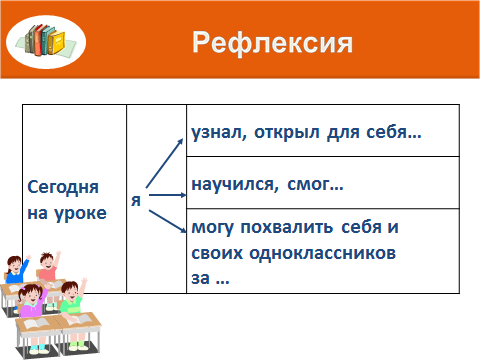 Рефлексия
Сегодня
на уроке
я
узнал, открыл для себя…
научился, смог…
могу похвалить себя и
своих одноклассников
за …